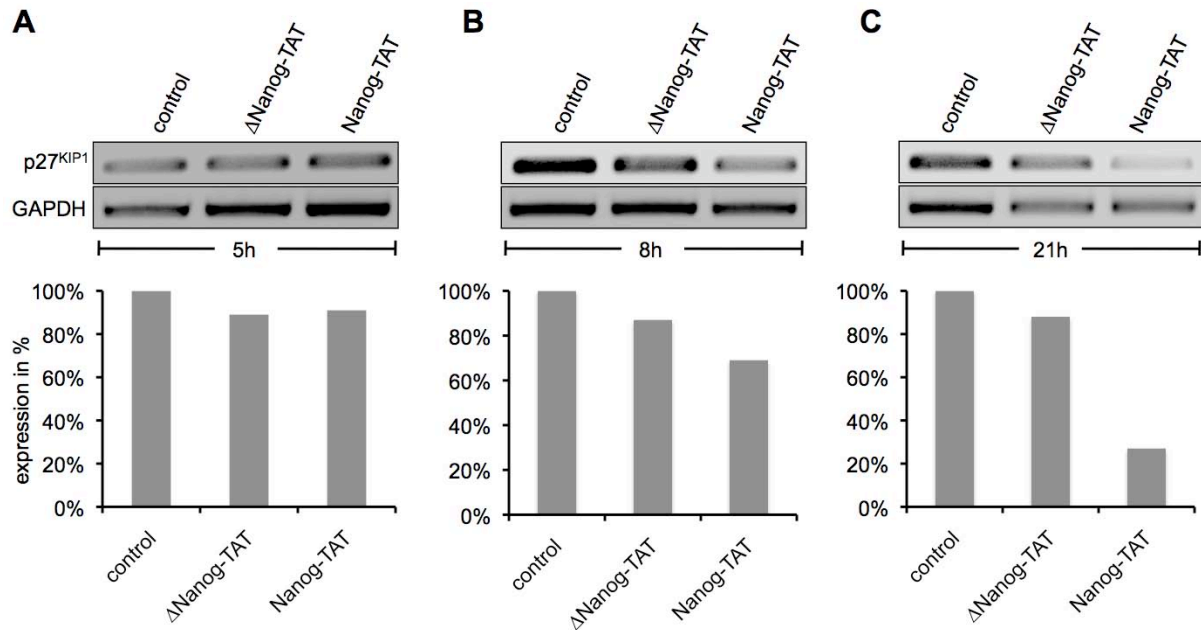 A
B
C
control
ΔNanog-TAT
Nanog-TAT
control
ΔNanog-TAT
Nanog-TAT
control
ΔNanog-TAT
Nanog-TAT
p27KIP1
GAPDH
5h
8h
21h
expression in %
100%
80%
60%
40%
20%
0%
control
ΔNanog-TAT
Nanog-TAT
100%
80%
60%
40%
20%
0%
control
ΔNanog-TAT
Nanog-TAT
100%
80%
60%
40%
20%
0%
control
ΔNanog-TAT
Nanog-TAT